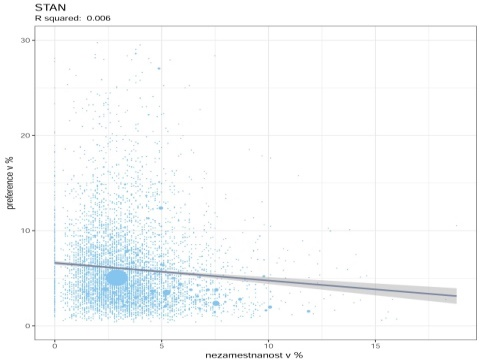 STAN
R squared: 0.006
preference v %
30
20
10
0
0 5 10 15
nezamestnanost v %